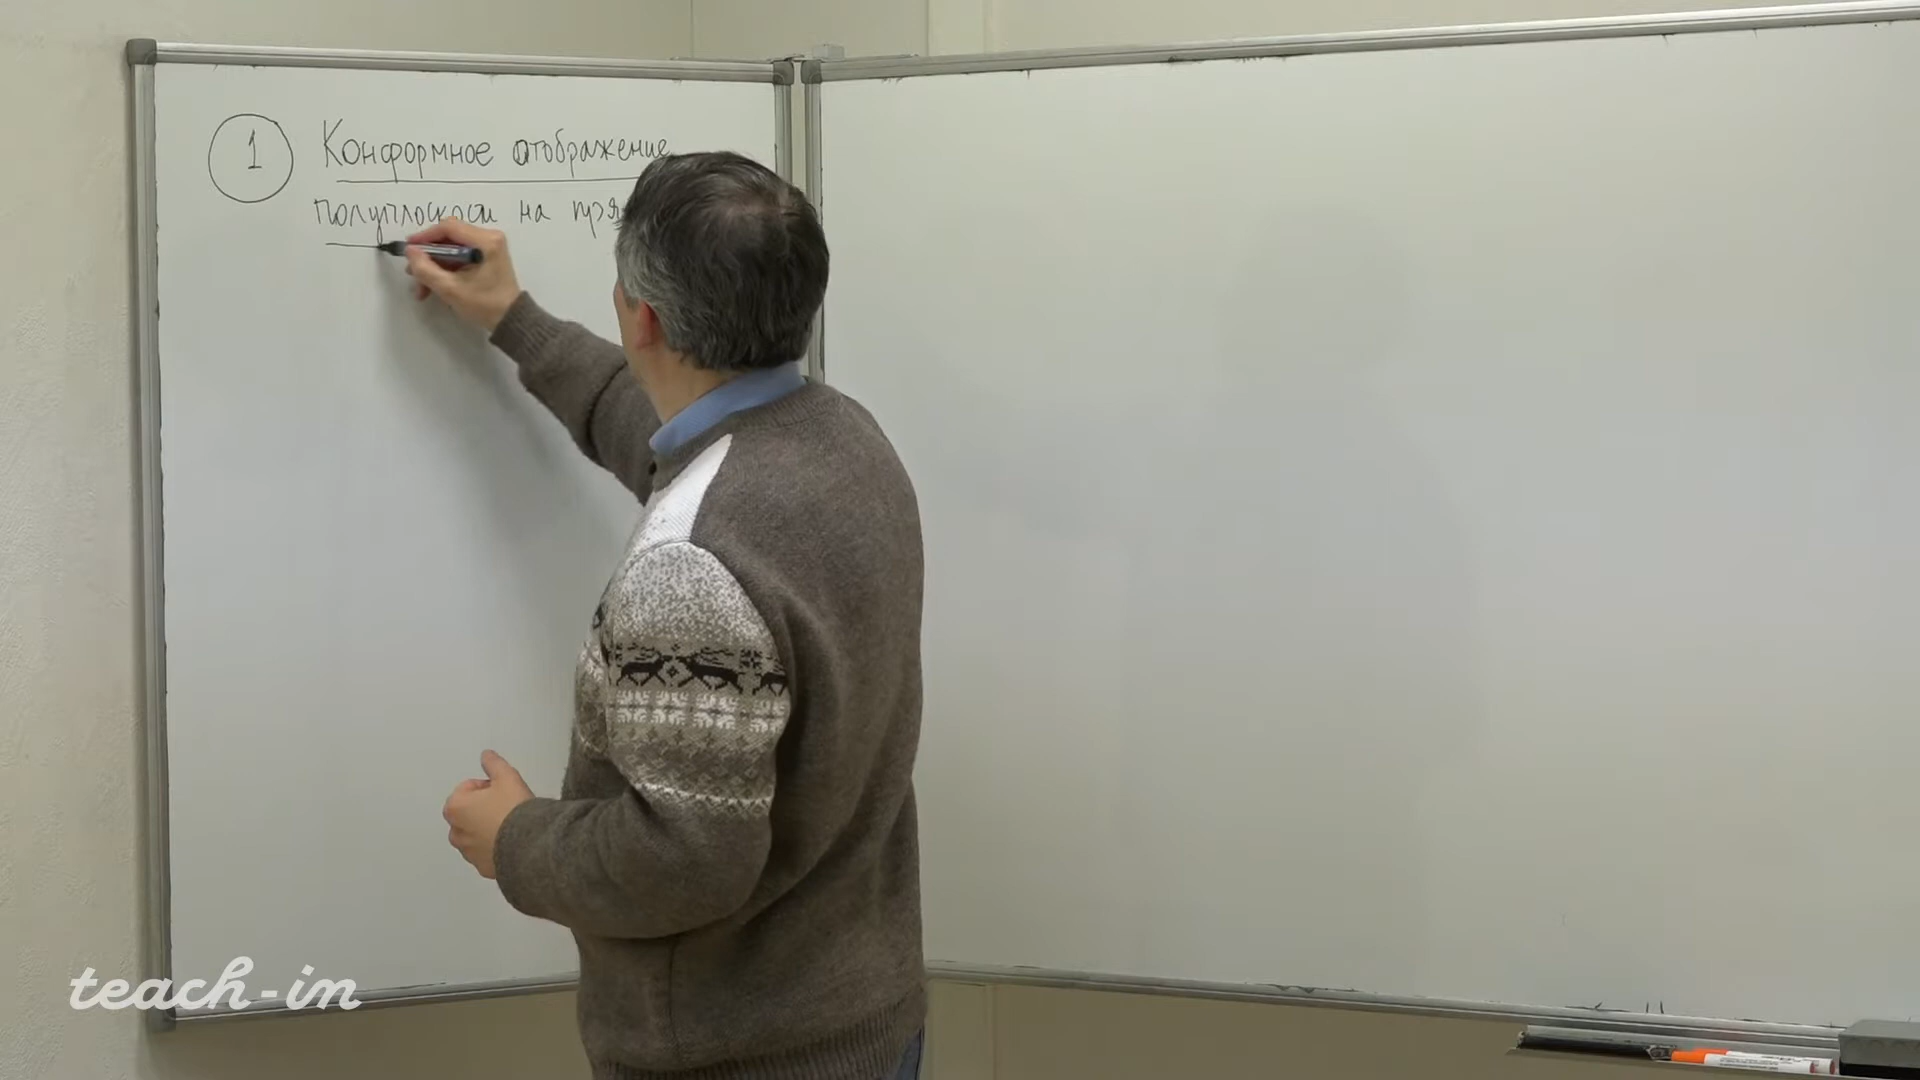 1 Конформное отображение
полуплоскости на пря
teach-in